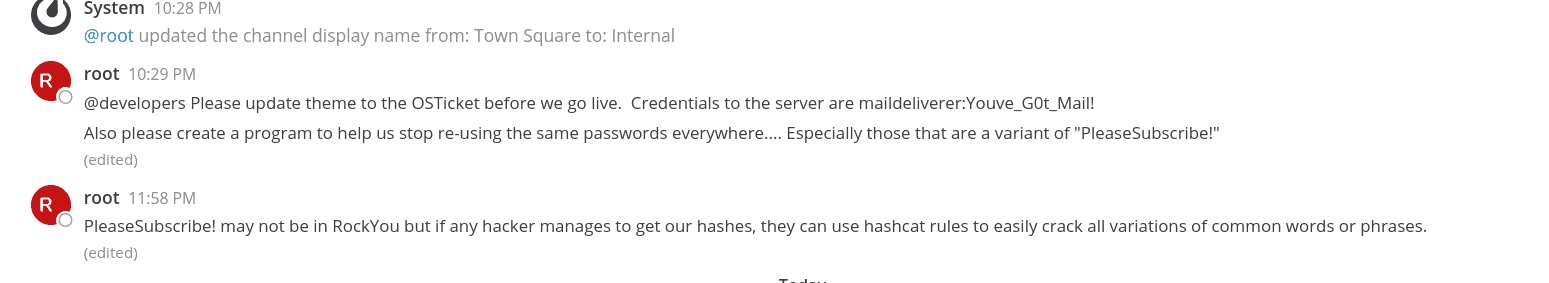 System 10:28 PM
@root updated the channel display name from: Town Square to: Internal
R
root 10:29 PM
@developers Please update theme to the OSTicket before we go live.  Credentials to the server are maildeliverer:Youve_G0t_Mail!
Also please create a program to help us stop re-using the same passwords everywhere.... Especially those that are a variant of "PleaseSubscribe!"
(edited)
R
root 11:58 PM
PleaseSubscribe! may not be in RockYou but if any hacker manages to get our hashes, they can use hashcat rules to easily crack all variations of common words or phrases.
(edited)
Today